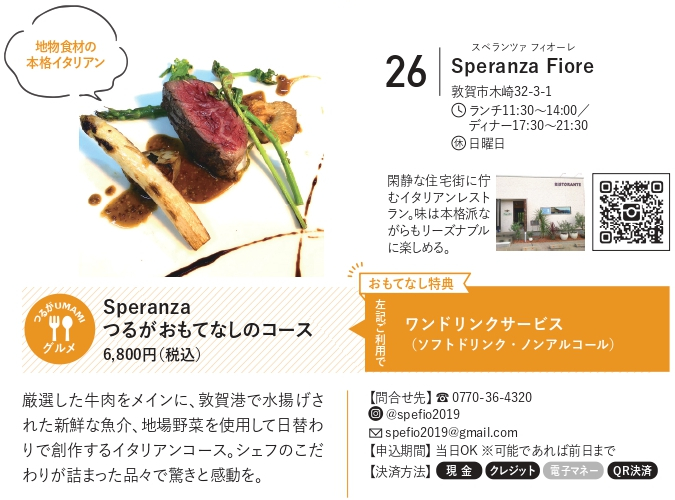 地物食材の
本格イタリアン
26
スペランツァ フィオーレ
Speranza Fiore
敦賀市木崎32-3-1
ランチ11:30〜14:00／
ディナー17:30〜21:30
休 日曜日
閑静な住宅街に佇
むイタリアンレスト
ラン。味は本格派な
がらもリーズナブル
に楽しめる。
RISTORANTE
つるがUMAMI
グルメ
Speranza
つるがおもてなしのコース
6,800円（税込）
おもてなし特典
左記ご利用で
ワンドリンクサービス
（ソフトドリンク・ノンアルコール）
厳選した牛肉をメインに、敦賀港で水揚げさ
れた新鮮な魚介、地場野菜を使用して日替わ
りで創作するイタリアンコース。シェフのこだ
わりが詰まった品々で驚きと感動を。
【問合せ先】☎0770-36-4320
@spefio2019
spefio2019@gmail.com
【申込期間】当日OK ※可能であれば前日まで
【決済方法】現金 クレジット 電子マネー QR決済